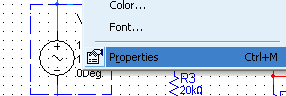 Color...
Font...
Properties Ctrl+M
.0Deg.
R3
20kΩ